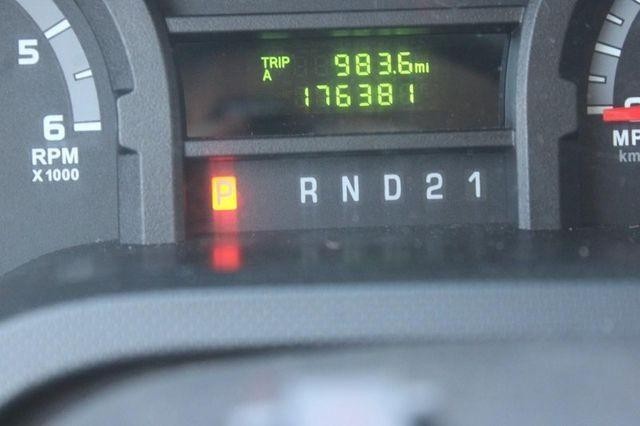 5
6
RPM
X1000
TRIP
A
983.6mi
176381
P R N D 2 1
MP
km